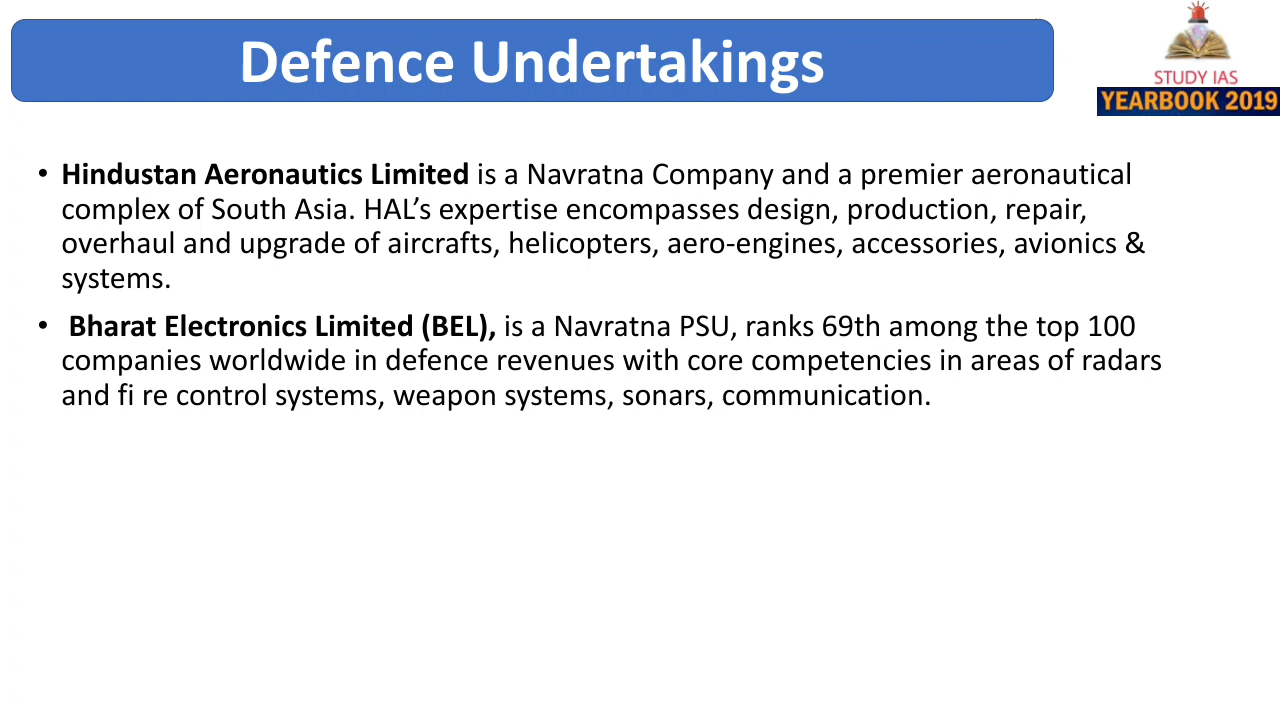 Defence Undertakings
STUDY IAS
YEARBOOK 2019
• Hindustan Aeronautics Limited is a Navratna Company and a premier aeronautical
complex of South Asia. HAL’s expertise encompasses design, production, repair,
overhaul and upgrade of aircrafts, helicopters, aero-engines, accessories, avionics &
systems.
• Bharat Electronics Limited (BEL), is a Navratna PSU, ranks 69th among the top 100
companies worldwide in defence revenues with core competencies in areas of radars
and fi re control systems, weapon systems, sonars, communication.